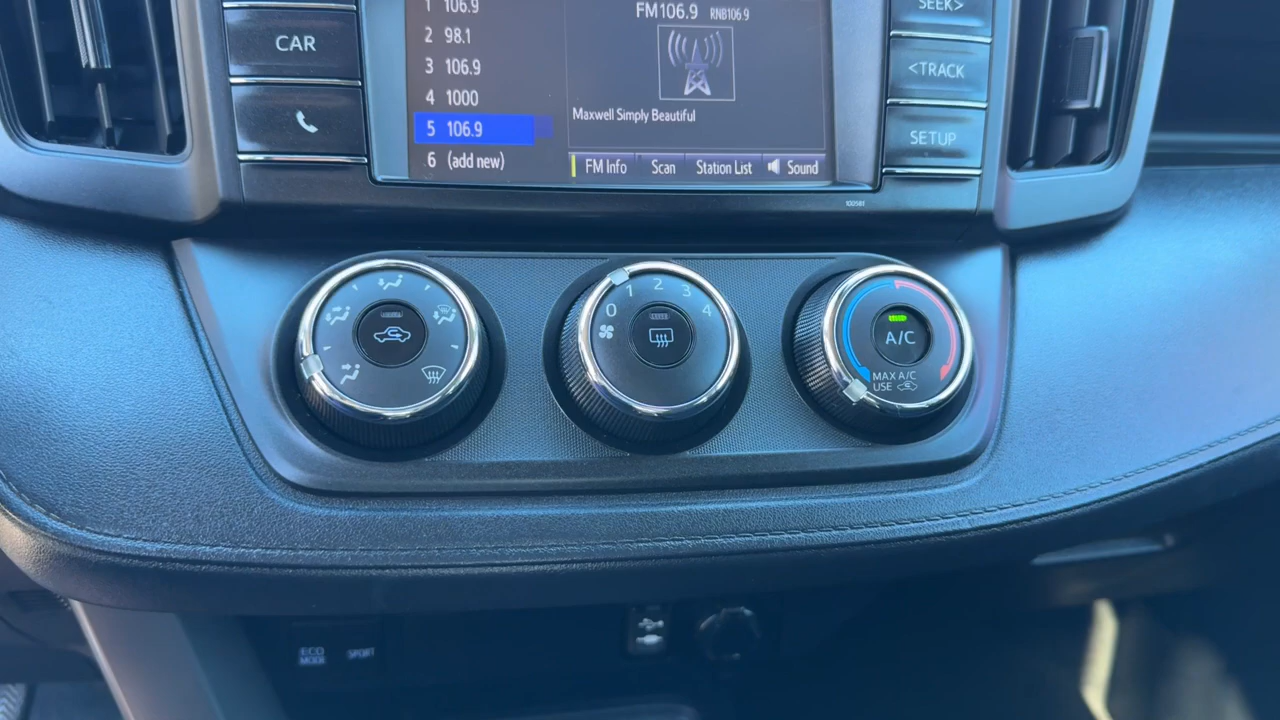 CAR
1 106.9
2 98.1
3 106.9
4 1000
5 106.9
6 (add new)
FM106.9 RNB106.9
Maxwell Simply Beautiful
FM Info Scan Station List Sound
SEEK>
<TRACK
SETUP
100581
0 1 2 3 4
A/C
MAX A/C
USE
ECO
MODE
SPORT